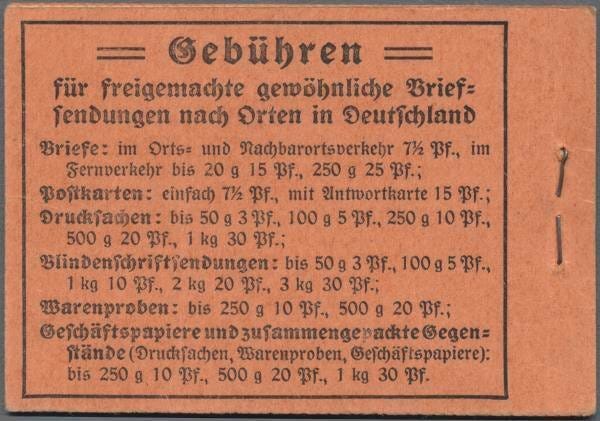 Gebühren
für freigemachte gewöhnliche Brief=
sendungen nach Orten in Deutschland
Briefe: im Orts= und Nachbarortsverkehr 7½ Pf., im
Fernverkehr bis 20 g 15 Pf., 250 g 25 Pf.;
Postkarten: einfach 7½ Pf., mit Antwortkarte 15 Pf.;
Drucksachen: bis 50 g 3 Pf., 100 g 5 Pf., 250 g 10 Pf.,
500 g 20 Pf., 1 kg 30 Pf.;
Blindenschriftsendungen: bis 50 g 3 Pf., 100 g 5 Pf.,
1 kg 10 Pf., 2 kg 20 Pf., 3 kg 30 Pf.;
Warenproben: bis 250 g 10 Pf., 500 g 20 Pf.;
Geschäftspapiere und zusammengepackte Gegen=
stände (Drucksachen, Warenproben, Geschäftspapiere):
bis 250 g 10 Pf., 500 g 20 Pf., 1 kg 30 Pf.